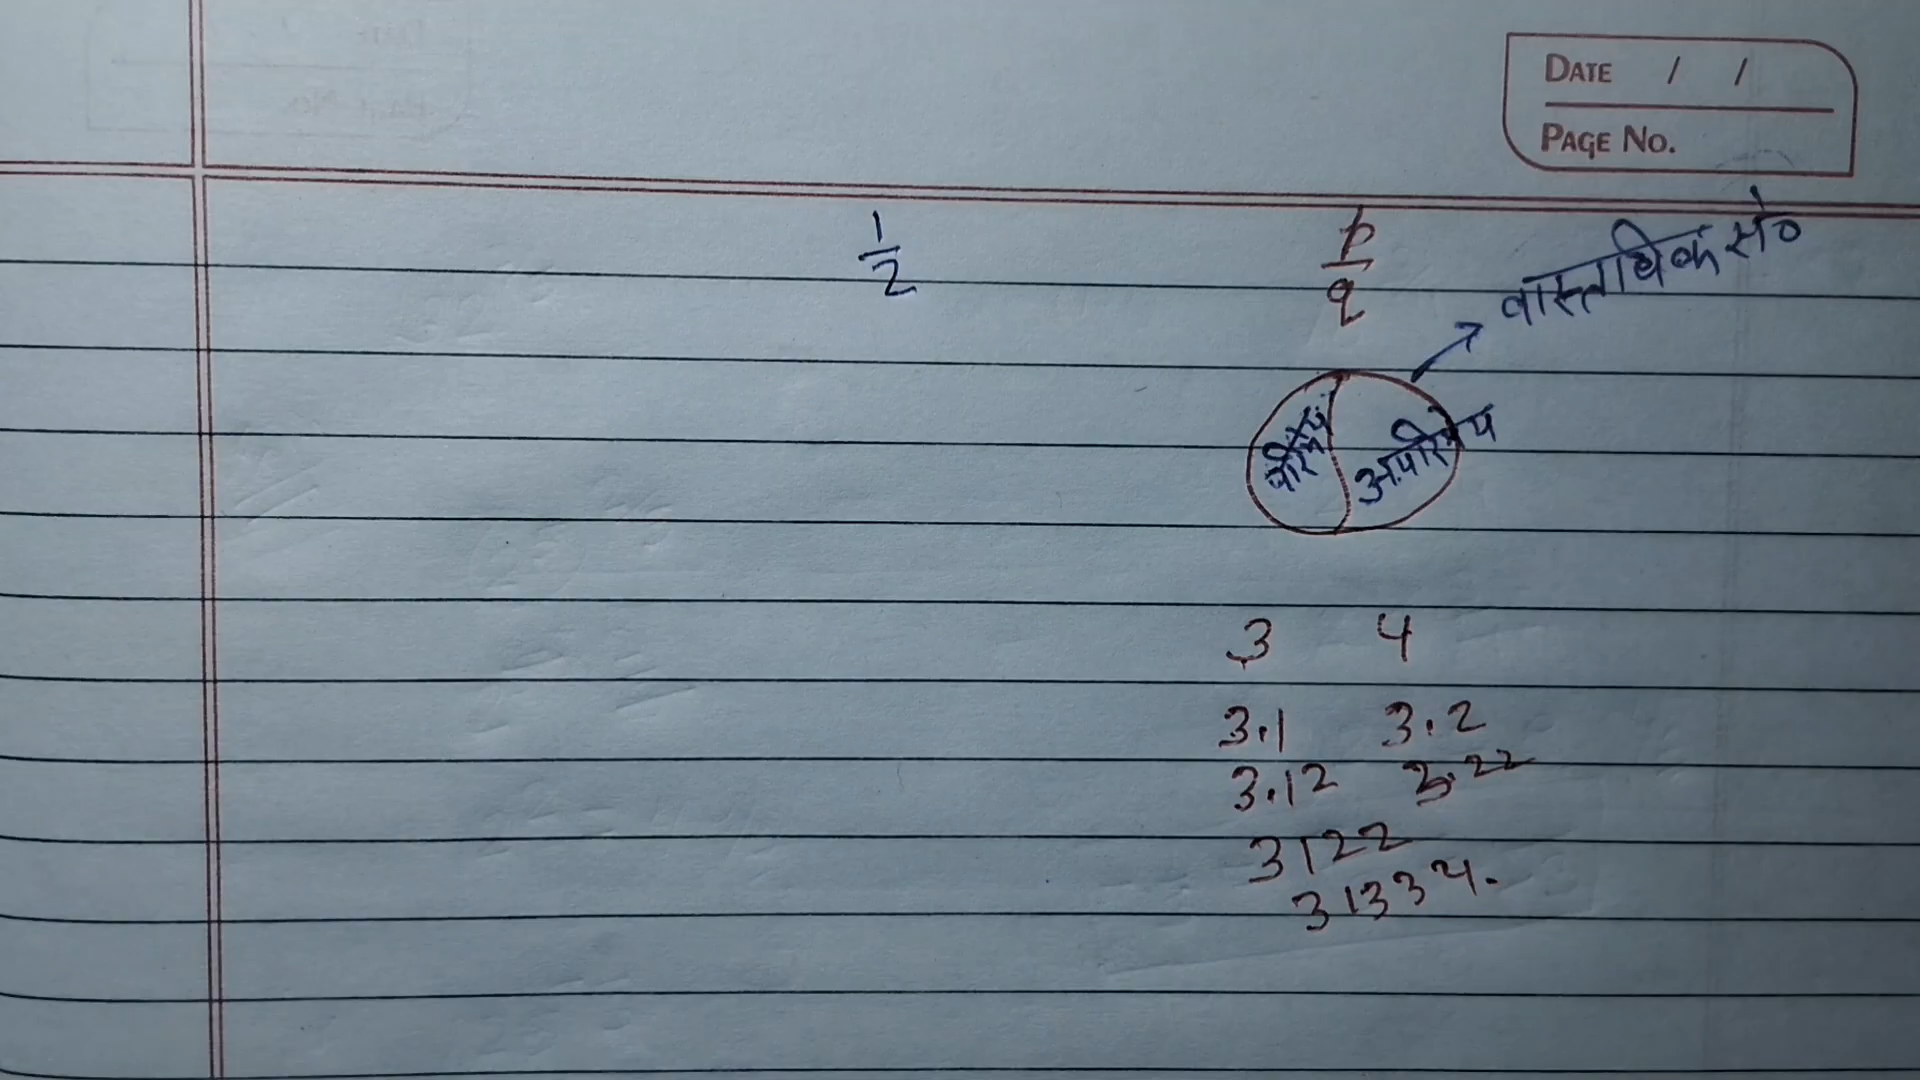 DATE / /
PAGE No.
1/2
p/q
वास्तविक सं०
परिमेय
अपरिमेय
3 4
3.1 3.2
3.12 3.22
3122
31334.